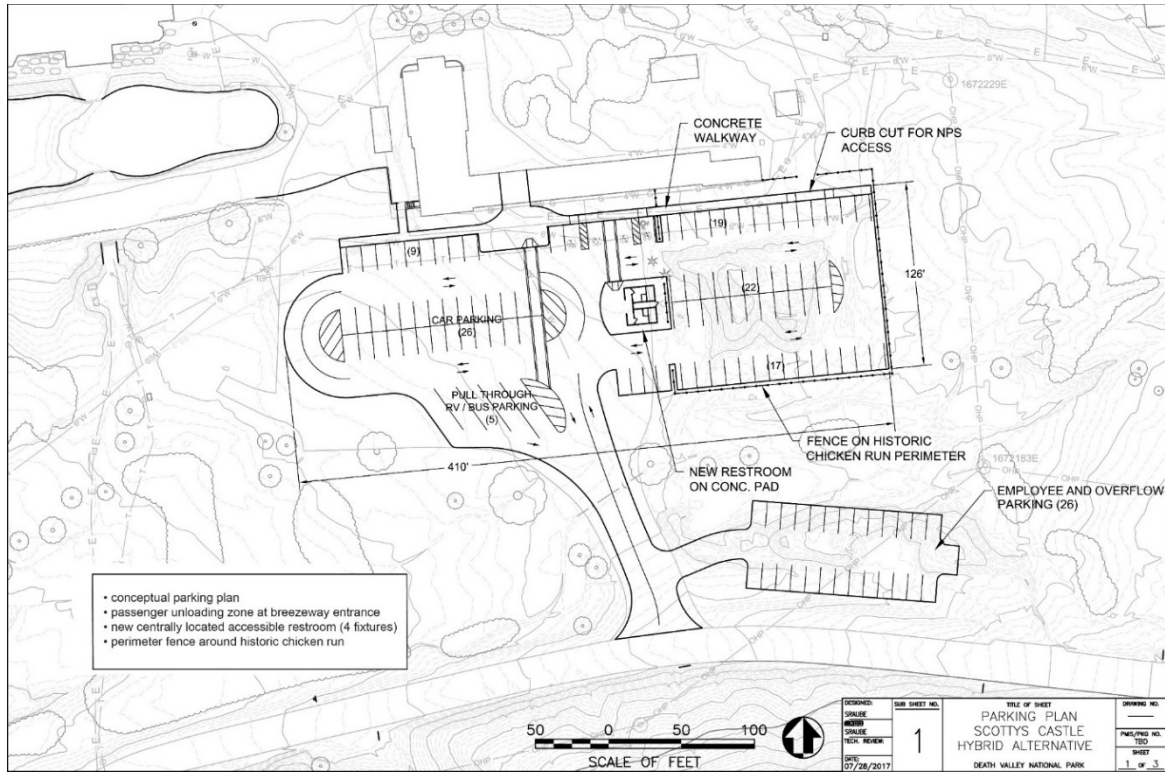 1672229E
CONCRETE
WALKWAY
CURB CUT FOR NPS
ACCESS
(19)
(9)
126'
(22)
CAR PARKING
(26)
(17)
PULL THROUGH
RV / BUS PARKING
(5)
410'
FENCE ON HISTORIC
CHICKEN RUN PERIMETER
1672183E
NEW RESTROOM
ON CONC. PAD
EMPLOYEE AND OVERFLOW
PARKING (26)
• conceptual parking plan
• passenger unloading zone at breezeway entrance
• new centrally located accessible restroom (4 fixtures)
• perimeter fence around historic chicken run
50 0 50 100
SCALE OF FEET
DESIGNED:
SRAUBE
SRAUBE
TECH. REVIEW:
DATE:
07/28/2017
SUB SHEET NO.
1
TITLE OF SHEET
PARKING PLAN
SCOTTYS CASTLE
HYBRID ALTERNATIVE
DEATH VALLEY NATIONAL PARK
DRAWING NO.
PMIS/PKG NO.
TBD
SHEET
1 OF 3